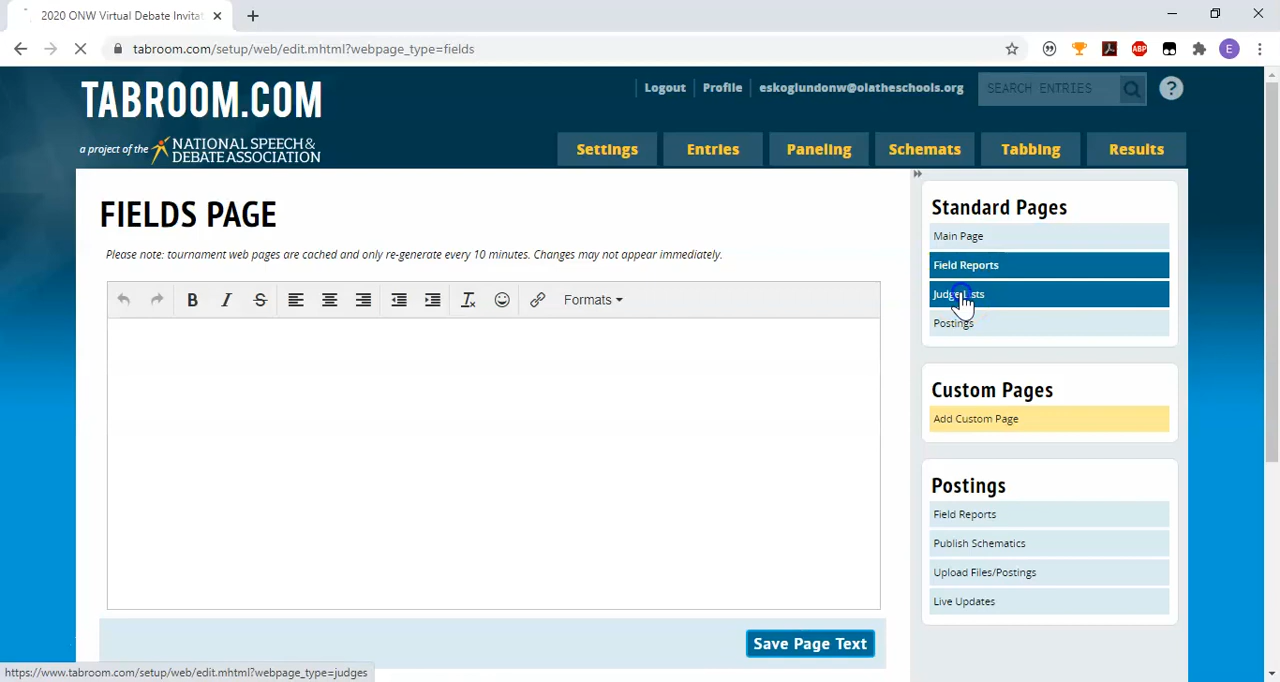 2020 ONW Virtual Debate Invitat
tabroom.com/setup/web/edit.mhtml?webpage_type=fields
ABP
E
TABROOM.COM
a project of the NATIONAL SPEECH &
DEBATE ASSOCIATION
Logout
Profile
eskoglundonw@olatheschools.org
SEARCH ENTRIES
?
Settings
Entries
Paneling
Schemats
Tabbing
Results
FIELDS PAGE
Please note: tournament web pages are cached and only re-generate every 10 minutes. Changes may not appear immediately.
B
I
S
Formats
Save Page Text
Standard Pages
Main Page
Field Reports
Judge Lists
Postings
Custom Pages
Add Custom Page
Postings
Field Reports
Publish Schematics
Upload Files/Postings
Live Updates
https://www.tabroom.com/setup/web/edit.mhtml?webpage_type=judges